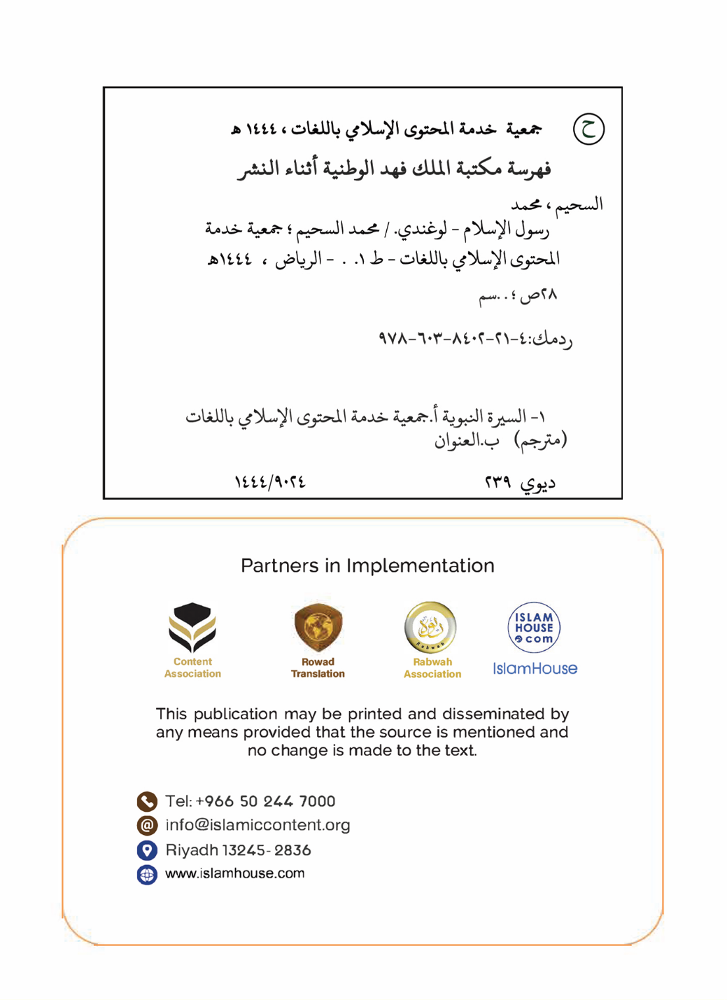 ح
جمعية خدمة المحتوى الإسلامي باللغات ، ١٤٤٤ هـ
فهرسة مكتبة الملك فهد الوطنية أثناء النشر
السحيم ، محمد
رسول الإسلام - لوغندي. / محمد السحيم ؛ جمعية خدمة
المحتوى الإسلامي باللغات - ط ١. . - الرياض ، ١٤٤٤هـ
٢٨ص ؛ ..سم
ردمك:٤-٢١-٨٤٠٢-٦٠٣-٩٧٨
١- السيرة النبوية أ.جمعية خدمة المحتوى الإسلامي باللغات
(مترجم) ب.العنوان
ديوي ٢٣٩ ١٤٤٤/٩٠٢٤
Partners in Implementation
Content
Association
Rowad
Translation
Rabwah
Rabwah
Association
ISLAM
HOUSE
com
IslamHouse
This publication may be printed and disseminated by
any means provided that the source is mentioned and
no change is made to the text.
Tel: +966 50 244 7000
@ info@islamiccontent.org
Riyadh 13245- 2836
www.islamhouse.com